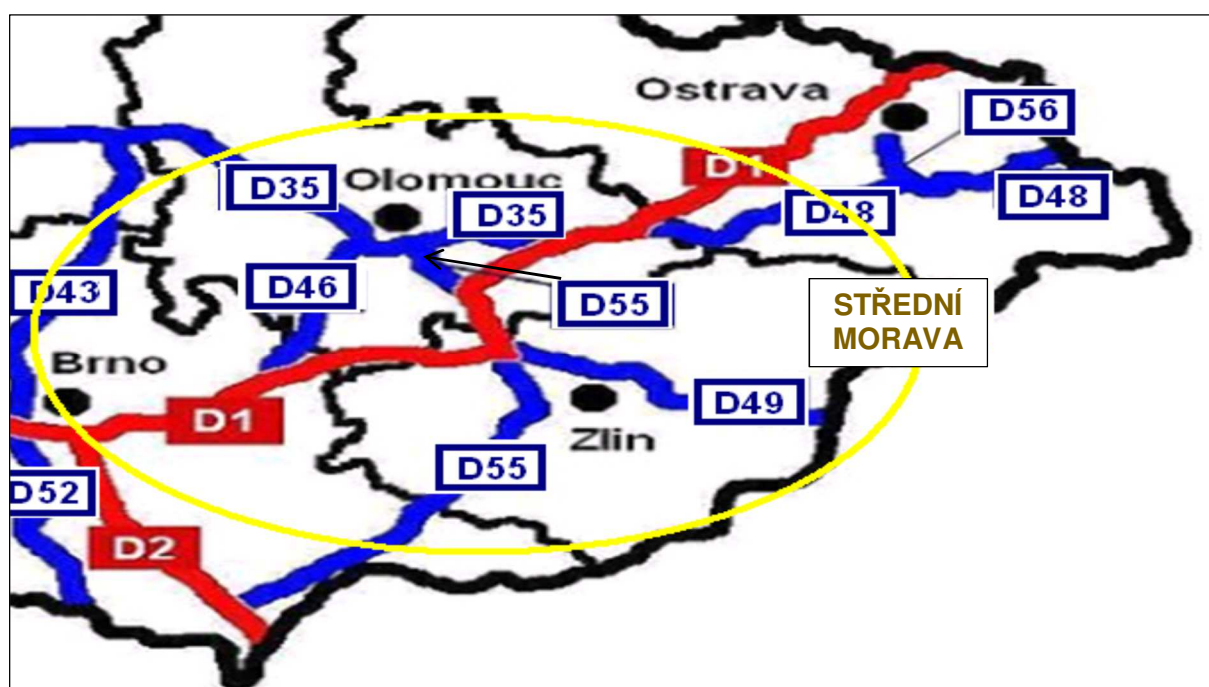 Ostrava
D56
D1
D35
Olomouc
D35
D48
D48
D43
D46
D55
STŘEDNÍ
MORAVA
Brno
D1
D49
Zlin
D55
D52
D2